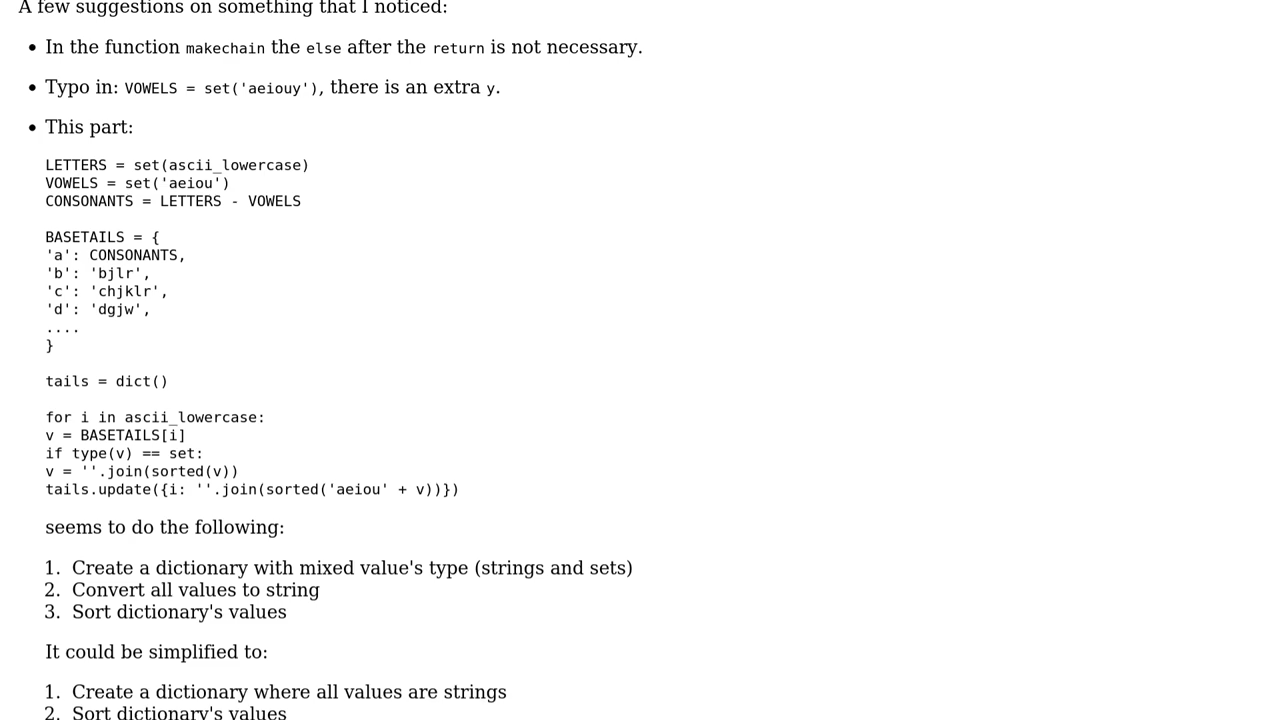 A few suggestions on something that I noticed:
• In the function makechain the else after the return is not necessary.
• Typo in: VOWELS = set('aeiouy'), there is an extra y.
• This part:
LETTERS = set(ascii_lowercase)
VOWELS = set('aeiou')
CONSONANTS = LETTERS - VOWELS
BASETAILS = {
'a': CONSONANTS,
'b': 'bjlr',
'c': 'chjklr',
'd': 'dgjw',
....
}
tails = dict()
for i in ascii_lowercase:
v = BASETAILS[i]
if type(v) == set:
v = ''.join(sorted(v))
tails.update({i: ''.join(sorted('aeiou' + v))})
seems to do the following:
1. Create a dictionary with mixed value's type (strings and sets)
2. Convert all values to string
3. Sort dictionary's values
It could be simplified to:
1. Create a dictionary where all values are strings
2. Sort dictionary's values